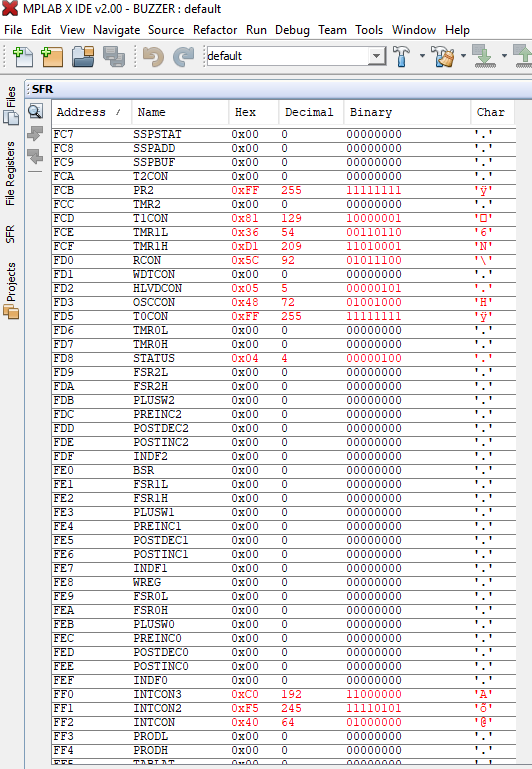 MPLAB X IDE v2.00 - BUZZER : default
File Edit View Navigate Source Refactor Run Debug Team Tools Window Help
default
Files
File Registers
SFR
Projects
SFR
Address Name Hex Decimal Binary Char
FC7 SSPSTAT 0x00 0 00000000 '.'
FC8 SSPADD 0x00 0 00000000 '.'
FC9 SSPBUF 0x00 0 00000000 '.'
FCA T2CON 0x00 0 00000000 '.'
FCB PR2 0xFF 255 11111111 'ÿ'
FCC TMR2 0x00 0 00000000 '.'
FCD T1CON 0x81 129 10000001 '□'
FCE TMR1L 0x36 54 00110110 '6'
FCF TMR1H 0xD1 209 11010001 'Ñ'
FD0 RCON 0x5C 92 01011100 '\'
FD1 WDTCON 0x00 0 00000000 '.'
FD2 HLVDCON 0x05 5 00000101 '.'
FD3 OSCCON 0x48 72 01001000 'H'
FD5 T0CON 0xFF 255 11111111 'ÿ'
FD6 TMR0L 0x00 0 00000000 '.'
FD7 TMR0H 0x00 0 00000000 '.'
FD8 STATUS 0x04 4 00000100 '.'
FD9 FSR2L 0x00 0 00000000 '.'
FDA FSR2H 0x00 0 00000000 '.'
FDB PLUSW2 0x00 0 00000000 '.'
FDC PREINC2 0x00 0 00000000 '.'
FDD POSTDEC2 0x00 0 00000000 '.'
FDE POSTINC2 0x00 0 00000000 '.'
FDF INDF2 0x00 0 00000000 '.'
FE0 BSR 0x00 0 00000000 '.'
FE1 FSR1L 0x00 0 00000000 '.'
FE2 FSR1H 0x00 0 00000000 '.'
FE3 PLUSW1 0x00 0 00000000 '.'
FE4 PREINC1 0x00 0 00000000 '.'
FE5 POSTDEC1 0x00 0 00000000 '.'
FE6 POSTINC1 0x00 0 00000000 '.'
FE7 INDF1 0x00 0 00000000 '.'
FE8 WREG 0x00 0 00000000 '.'
FE9 FSR0L 0x00 0 00000000 '.'
FEA FSR0H 0x00 0 00000000 '.'
FEB PLUSW0 0x00 0 00000000 '.'
FEC PREINC0 0x00 0 00000000 '.'
FED POSTDEC0 0x00 0 00000000 '.'
FEE POSTINC0 0x00 0 00000000 '.'
FEF INDF0 0x00 0 00000000 '.'
FF0 INTCON3 0xC0 192 11000000 'À'
FF1 INTCON2 0xF5 245 11110101 'õ'
FF2 INTCON 0x40 64 01000000 '@'
FF3 PRODL 0x00 0 00000000 '.'
FF4 PRODH 0x00 0 00000000 '.'
FF5 TABLAT 0x00 0 00000000 '.'